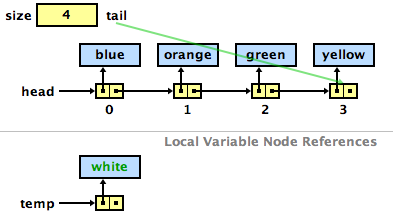 size 4 tail
blue orange green yellow
head
0 1 2 3
Local Variable Node References
white
temp